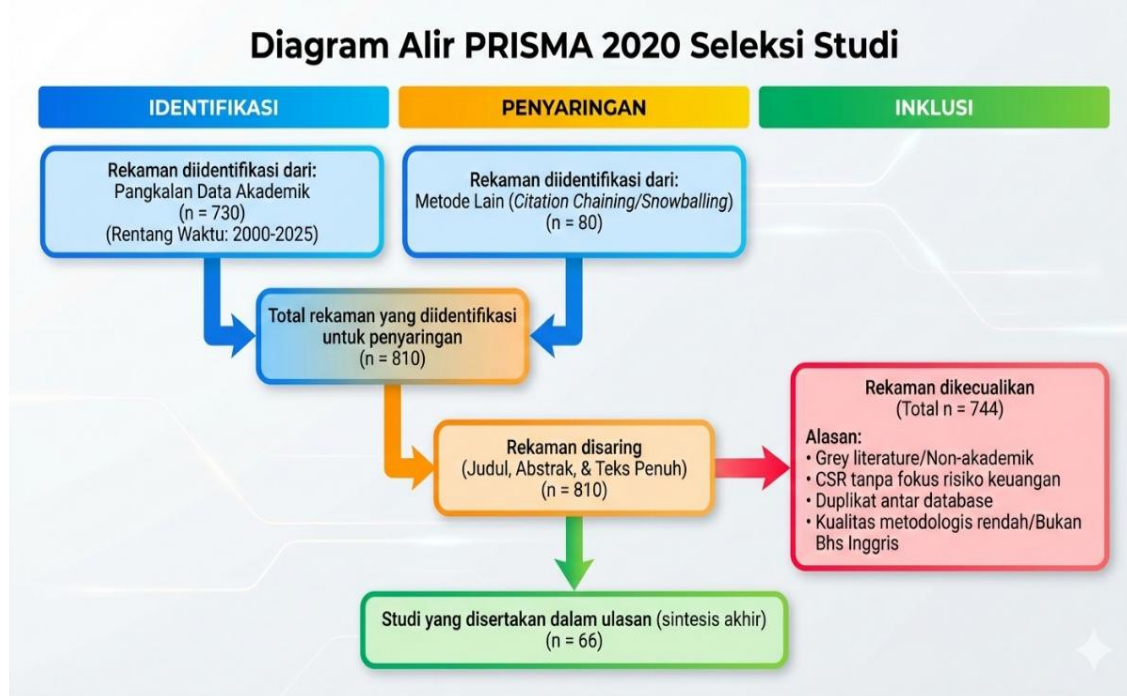 Diagram Alir PRISMA 2020 Seleksi Studi
IDENTIFIKASI
PENYARINGAN
INKLUSI
Rekaman diidentifikasi dari:
Pangkalan Data Akademik
(n = 730)
(Rentang Waktu: 2000-2025)
Rekaman diidentifikasi dari:
Metode Lain (Citation Chaining/Snowballing)
(n = 80)
Total rekaman yang diidentifikasi
untuk penyaringan
(n = 810)
Rekaman disaring
(Judul, Abstrak, & Teks Penuh)
(n = 810)
Rekaman dikecualikan
(Total n = 744)
Alasan:
• Grey literature/Non-akademik
• CSR tanpa fokus risiko keuangan
• Duplikat antar database
• Kualitas metodologis rendah/Bukan
Bhs Inggris
Studi yang disertakan dalam ulasan (sintesis akhir)
(n = 66)